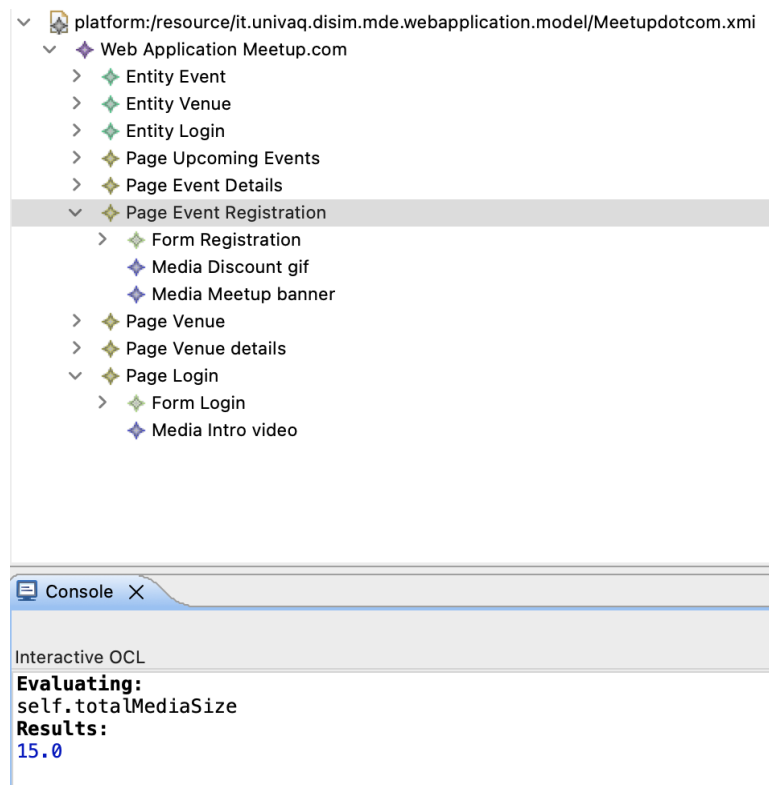 platform:/resource/it.univaq.disim.mde.webapplication.model/Meetupdotcom.xmi
Web Application Meetup.com
Entity Event
Entity Venue
Entity Login
Page Upcoming Events
Page Event Details
Page Event Registration
Form Registration
Media Discount gif
Media Meetup banner
Page Venue
Page Venue details
Page Login
Form Login
Media Intro video
Console
Interactive OCL
Evaluating:
self.totalMediaSize
Results:
15.0